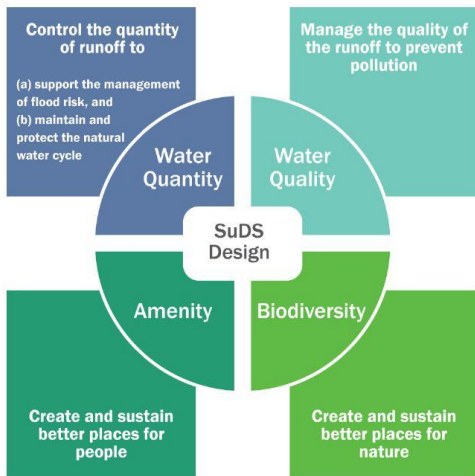 Control the quantity
of runoff to
(a) support the management
of flood risk, and
(b) maintain and
protect the natural
water cycle
Manage the quality of
the runoff to prevent
pollution
Water
Quantity
Water
Quality
SuDS
Design
Amenity
Biodiversity
Create and sustain
better places for
people
Create and sustain
better places for
nature